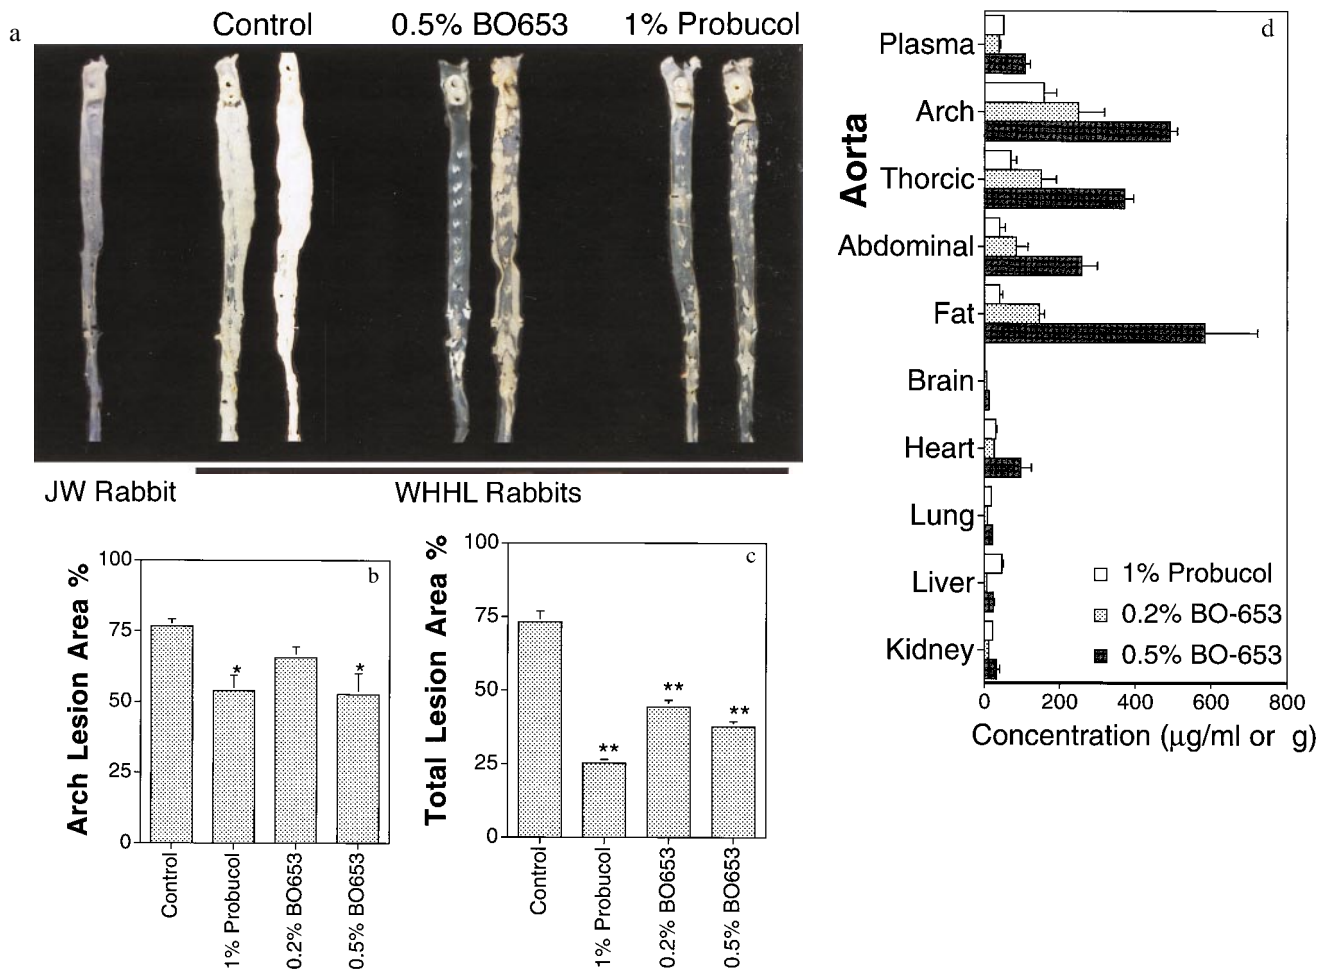 a
Control 0.5% BO653 1% Probucol
JW Rabbit WHHL Rabbits
b
Arch Lesion Area %
100
75
50
25
0
*
*
Control
1% Probucol
0.2% BO653
0.5% BO653
c
Total Lesion Area %
100
75
50
25
0
**
**
**
Control
1% Probucol
0.2% BO653
0.5% BO653
d
Aorta
Plasma
Arch
Thorcic
Abdominal
Fat
Brain
Heart
Lung
Liver
Kidney
1% Probucol
0.2% BO-653
0.5% BO-653
0 200 400 600 800
Concentration (μg/ml or g)